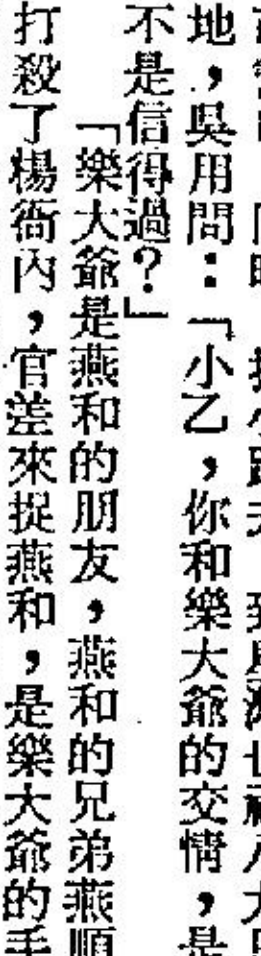 地，吳用問：「小乙，你和樂大爺的交情，是
不是信得過？」
「樂大爺是燕和的朋友，燕和的兄弟燕順
打殺了楊衙內，官差來捉燕和，是樂大爺的手